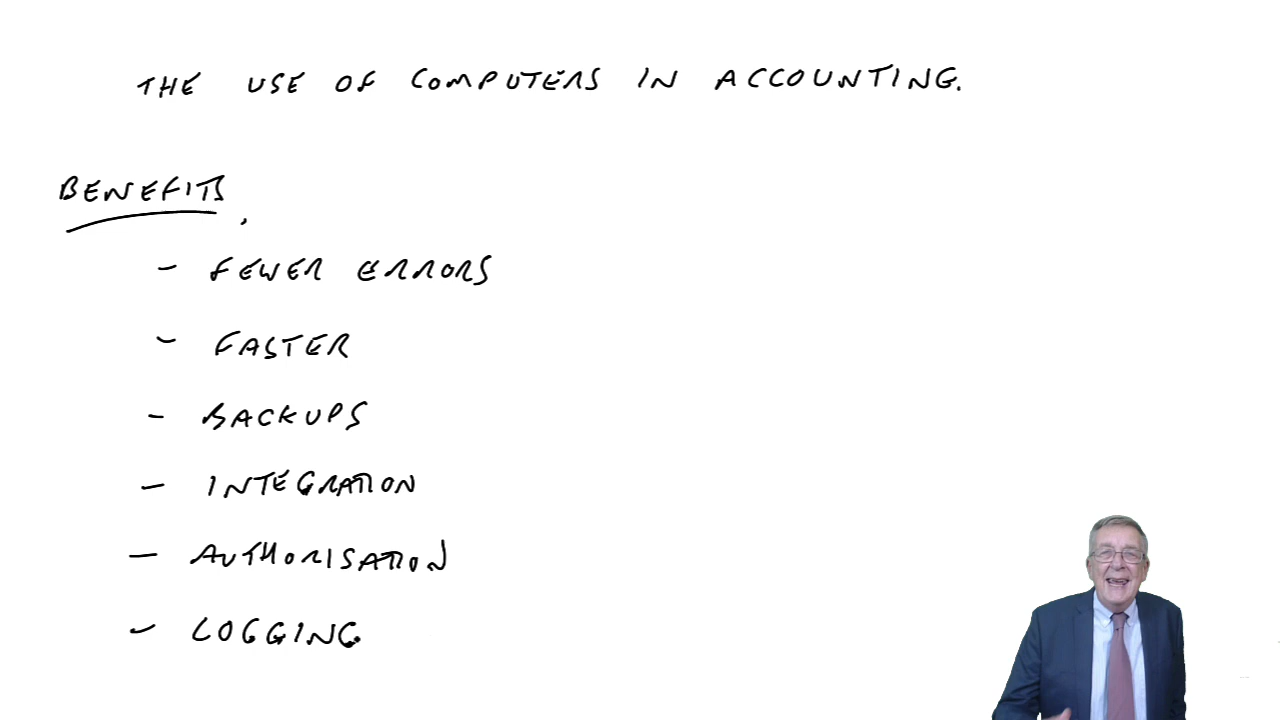 THE USE OF COMPUTERS IN ACCOUNTING.
BENEFITS.
- FEWER ERRORS
- FASTER
- BACKUPS
- INTEGRATION
- AUTHORISATION
- LOGGING